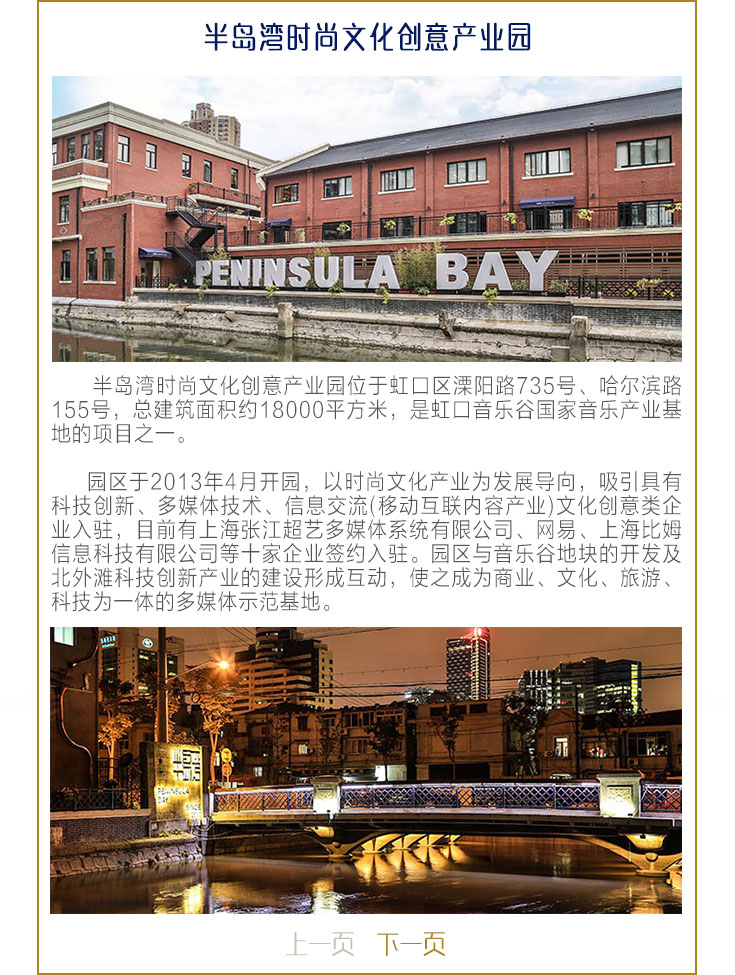 半岛湾时尚文化创意产业园
PENINSULA BAY
半岛湾时尚文化创意产业园位于虹口区溧阳路735号、哈尔滨路
155号，总建筑面积约18000平方米，是虹口音乐谷国家音乐产业基
地的项目之一。
园区于2013年4月开园，以时尚文化产业为发展导向，吸引具有
科技创新、多媒体技术、信息交流(移动互联内容产业)文化创意类企
业入驻，目前有上海张江超艺多媒体系统有限公司、网易、上海比姆
信息科技有限公司等十家企业签约入驻。园区与音乐谷地块的开发及
北外滩科技创新产业的建设形成互动，使之成为商业、文化、旅游、
科技为一体的多媒体示范基地。
半岛湾
PENINSULA
BAY
SINCE
上一页 下一页